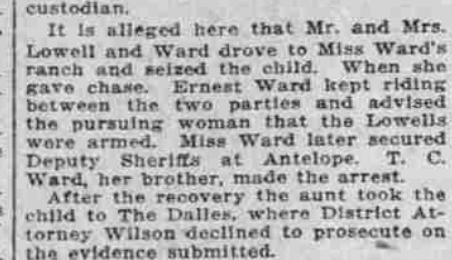 custodian.
It is alleged here that Mr. and Mrs.
Lowell and Ward drove to Miss Ward's
ranch and seized the child. When she
gave chase. Ernest Ward kept riding
between the two parties and advised
the pursuing woman that the Lowells
were armed. Miss Ward later secured
Deputy Sheriffs at Antelope. T. C.
Ward, her brother, made the arrest.
After the recovery the aunt took the
child to The Dalles, where District At-
torney Wilson declined to prosecute on
the evidence submitted.